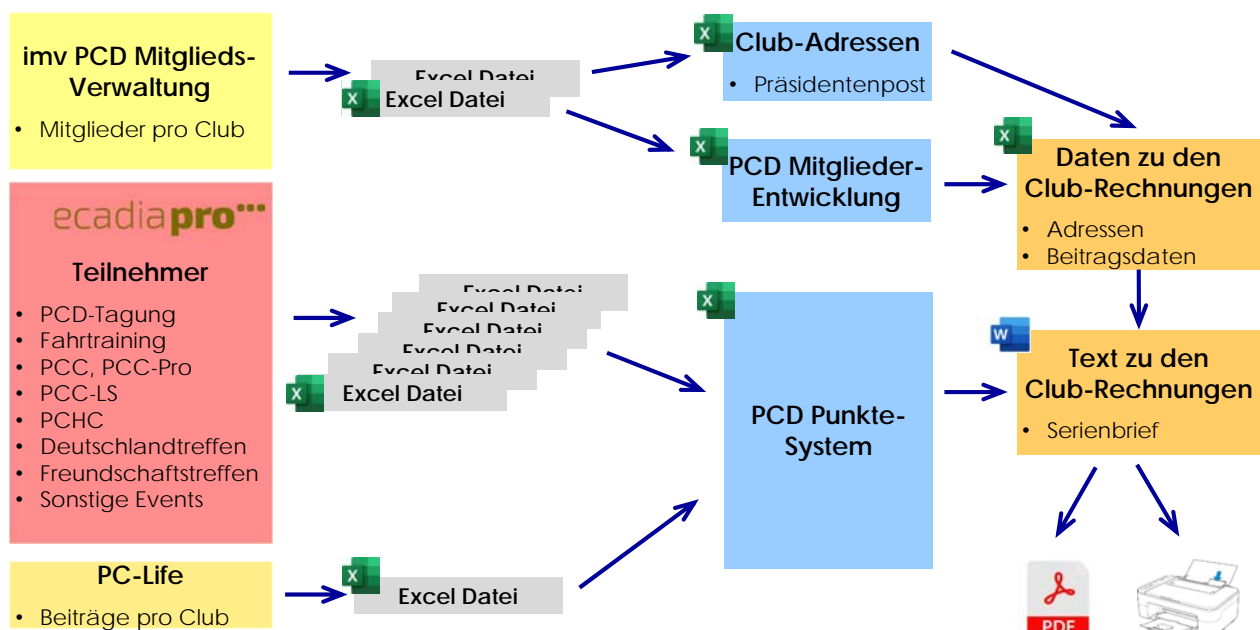 imv PCD Mitglieds-
Verwaltung
• Mitglieder pro Club
Excel Datei
Excel Datei
Club-Adressen
• Präsidentenpost
PCD Mitglieder-
Entwicklung
Daten zu den
Club-Rechnungen
• Adressen
• Beitragsdaten
ecadiapro
Teilnehmer
• PCD-Tagung
• Fahrtraining
• PCC, PCC-Pro
• PCC-LS
• PCHC
• Deutschlandtreffen
• Freundschaftstreffen
• Sonstige Events
Excel Datei
Excel Datei
Excel Datei
Excel Datei
Excel Datei
Excel Datei
PCD Punkte-
System
Text zu den
Club-Rechnungen
• Serienbrief
PC-Life
• Beiträge pro Club
Excel Datei
PDF